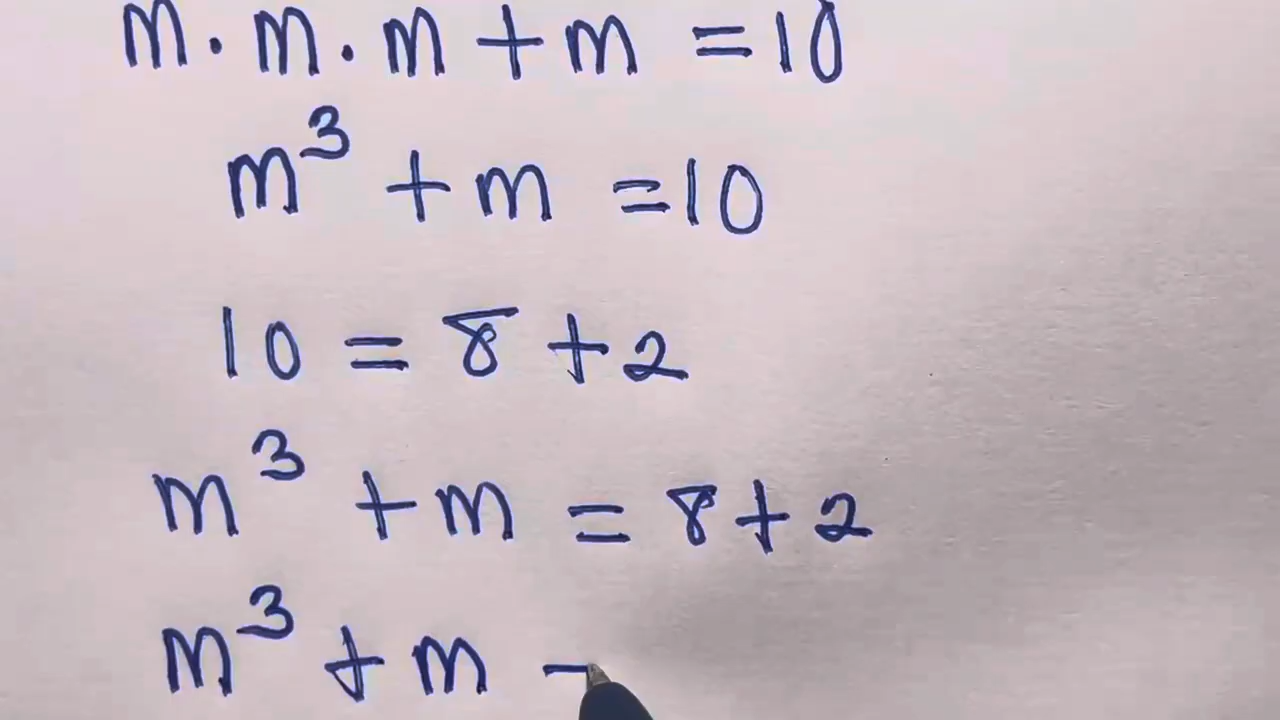 m · m · m + m = 10
m³ + m = 10
10 = 8 + 2
m³ + m = 8 + 2
m³ + m -